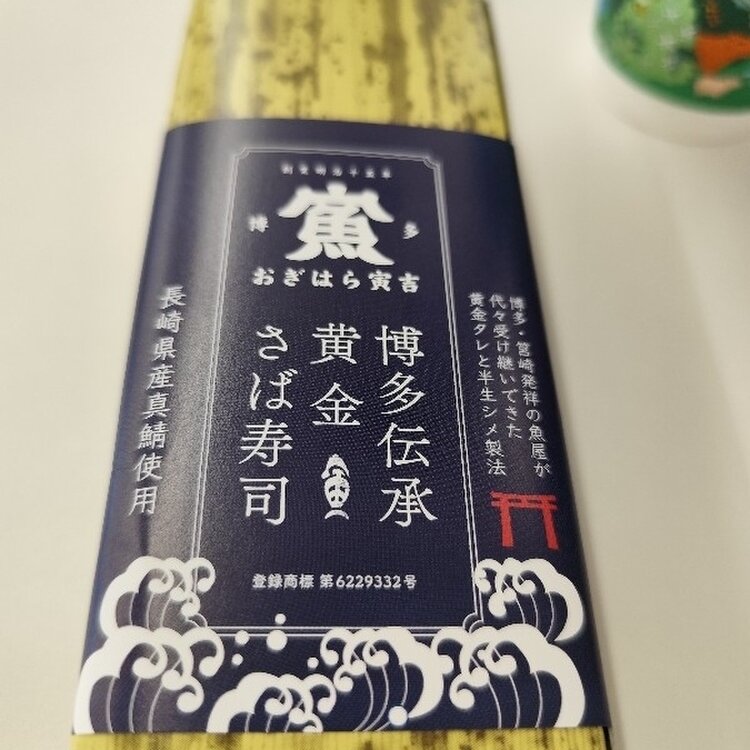 博 多
おぎはら寅吉
博多伝承
黄金
さば寿司
博多・筥崎発祥の魚屋が
代々受け継いできた
黄金タレと半生シメ製法
長崎県産真鯖使用
登録商標 第6229332号